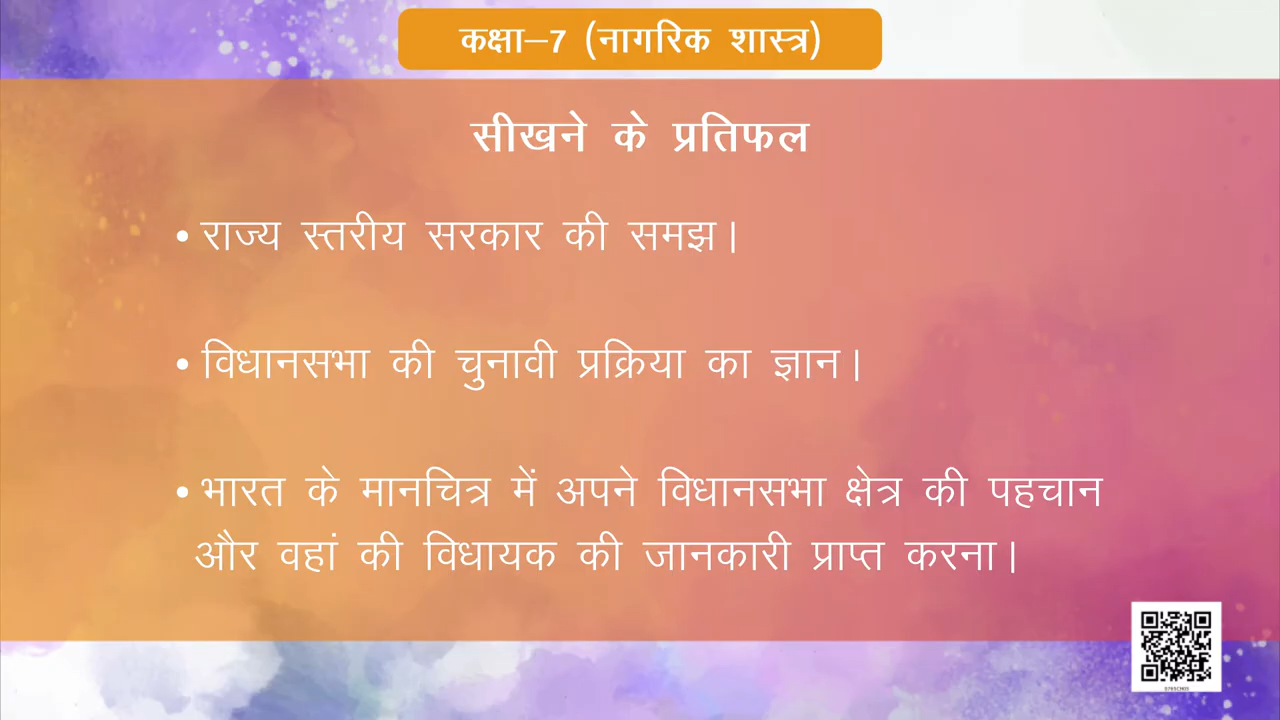 कक्षा–7 (नागरिक शास्त्र)
सीखने के प्रतिफल
• राज्य स्तरीय सरकार की समझ।
• विधानसभा की चुनावी प्रक्रिया का ज्ञान।
• भारत के मानचित्र में अपने विधानसभा क्षेत्र की पहचान
और वहां की विधायक की जानकारी प्राप्त करना।
0765CH03